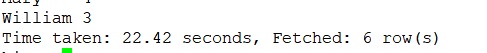 William 3
Time taken: 22.42 seconds, Fetched: 6 row(s)